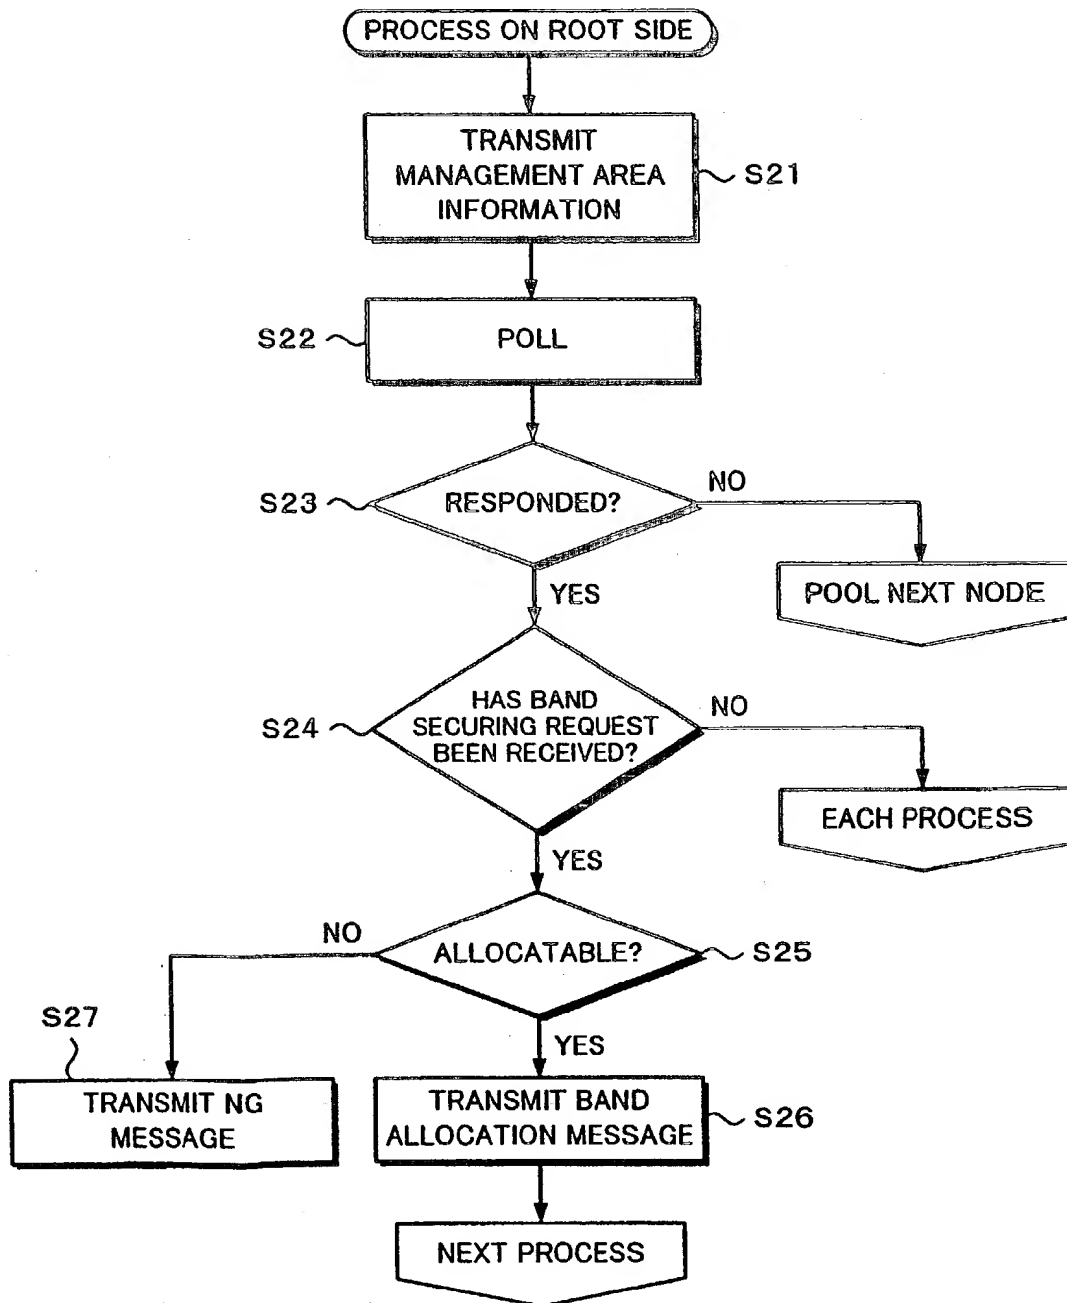 PROCESS ON ROOT SIDE
TRANSMIT
MANAGEMENT AREA
INFORMATION
S21
S22
POLL
S23
RESPONDED?
NO
POOL NEXT NODE
YES
HAS BAND
SECURING REQUEST
BEEN RECEIVED?
S24
NO
EACH PROCESS
YES
NO
ALLOCATABLE?
S25
S27
YES
TRANSMIT NG
MESSAGE
TRANSMIT BAND
ALLOCATION MESSAGE
S26
NEXT PROCESS